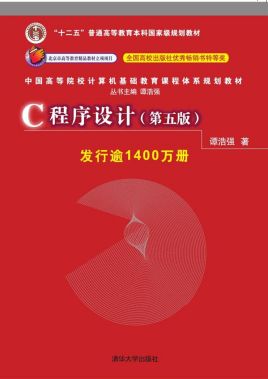 “十二五”普通高等教育本科国家级规划教材
北京市高等教育精品教材立项项目
全国高校出版社优秀畅销书特等奖
中国高等院校计算机基础教育课程体系规划教材
丛书主编 谭浩强
C程序设计(第五版)
谭浩强 著
发行逾1400万册
清华大学出版社